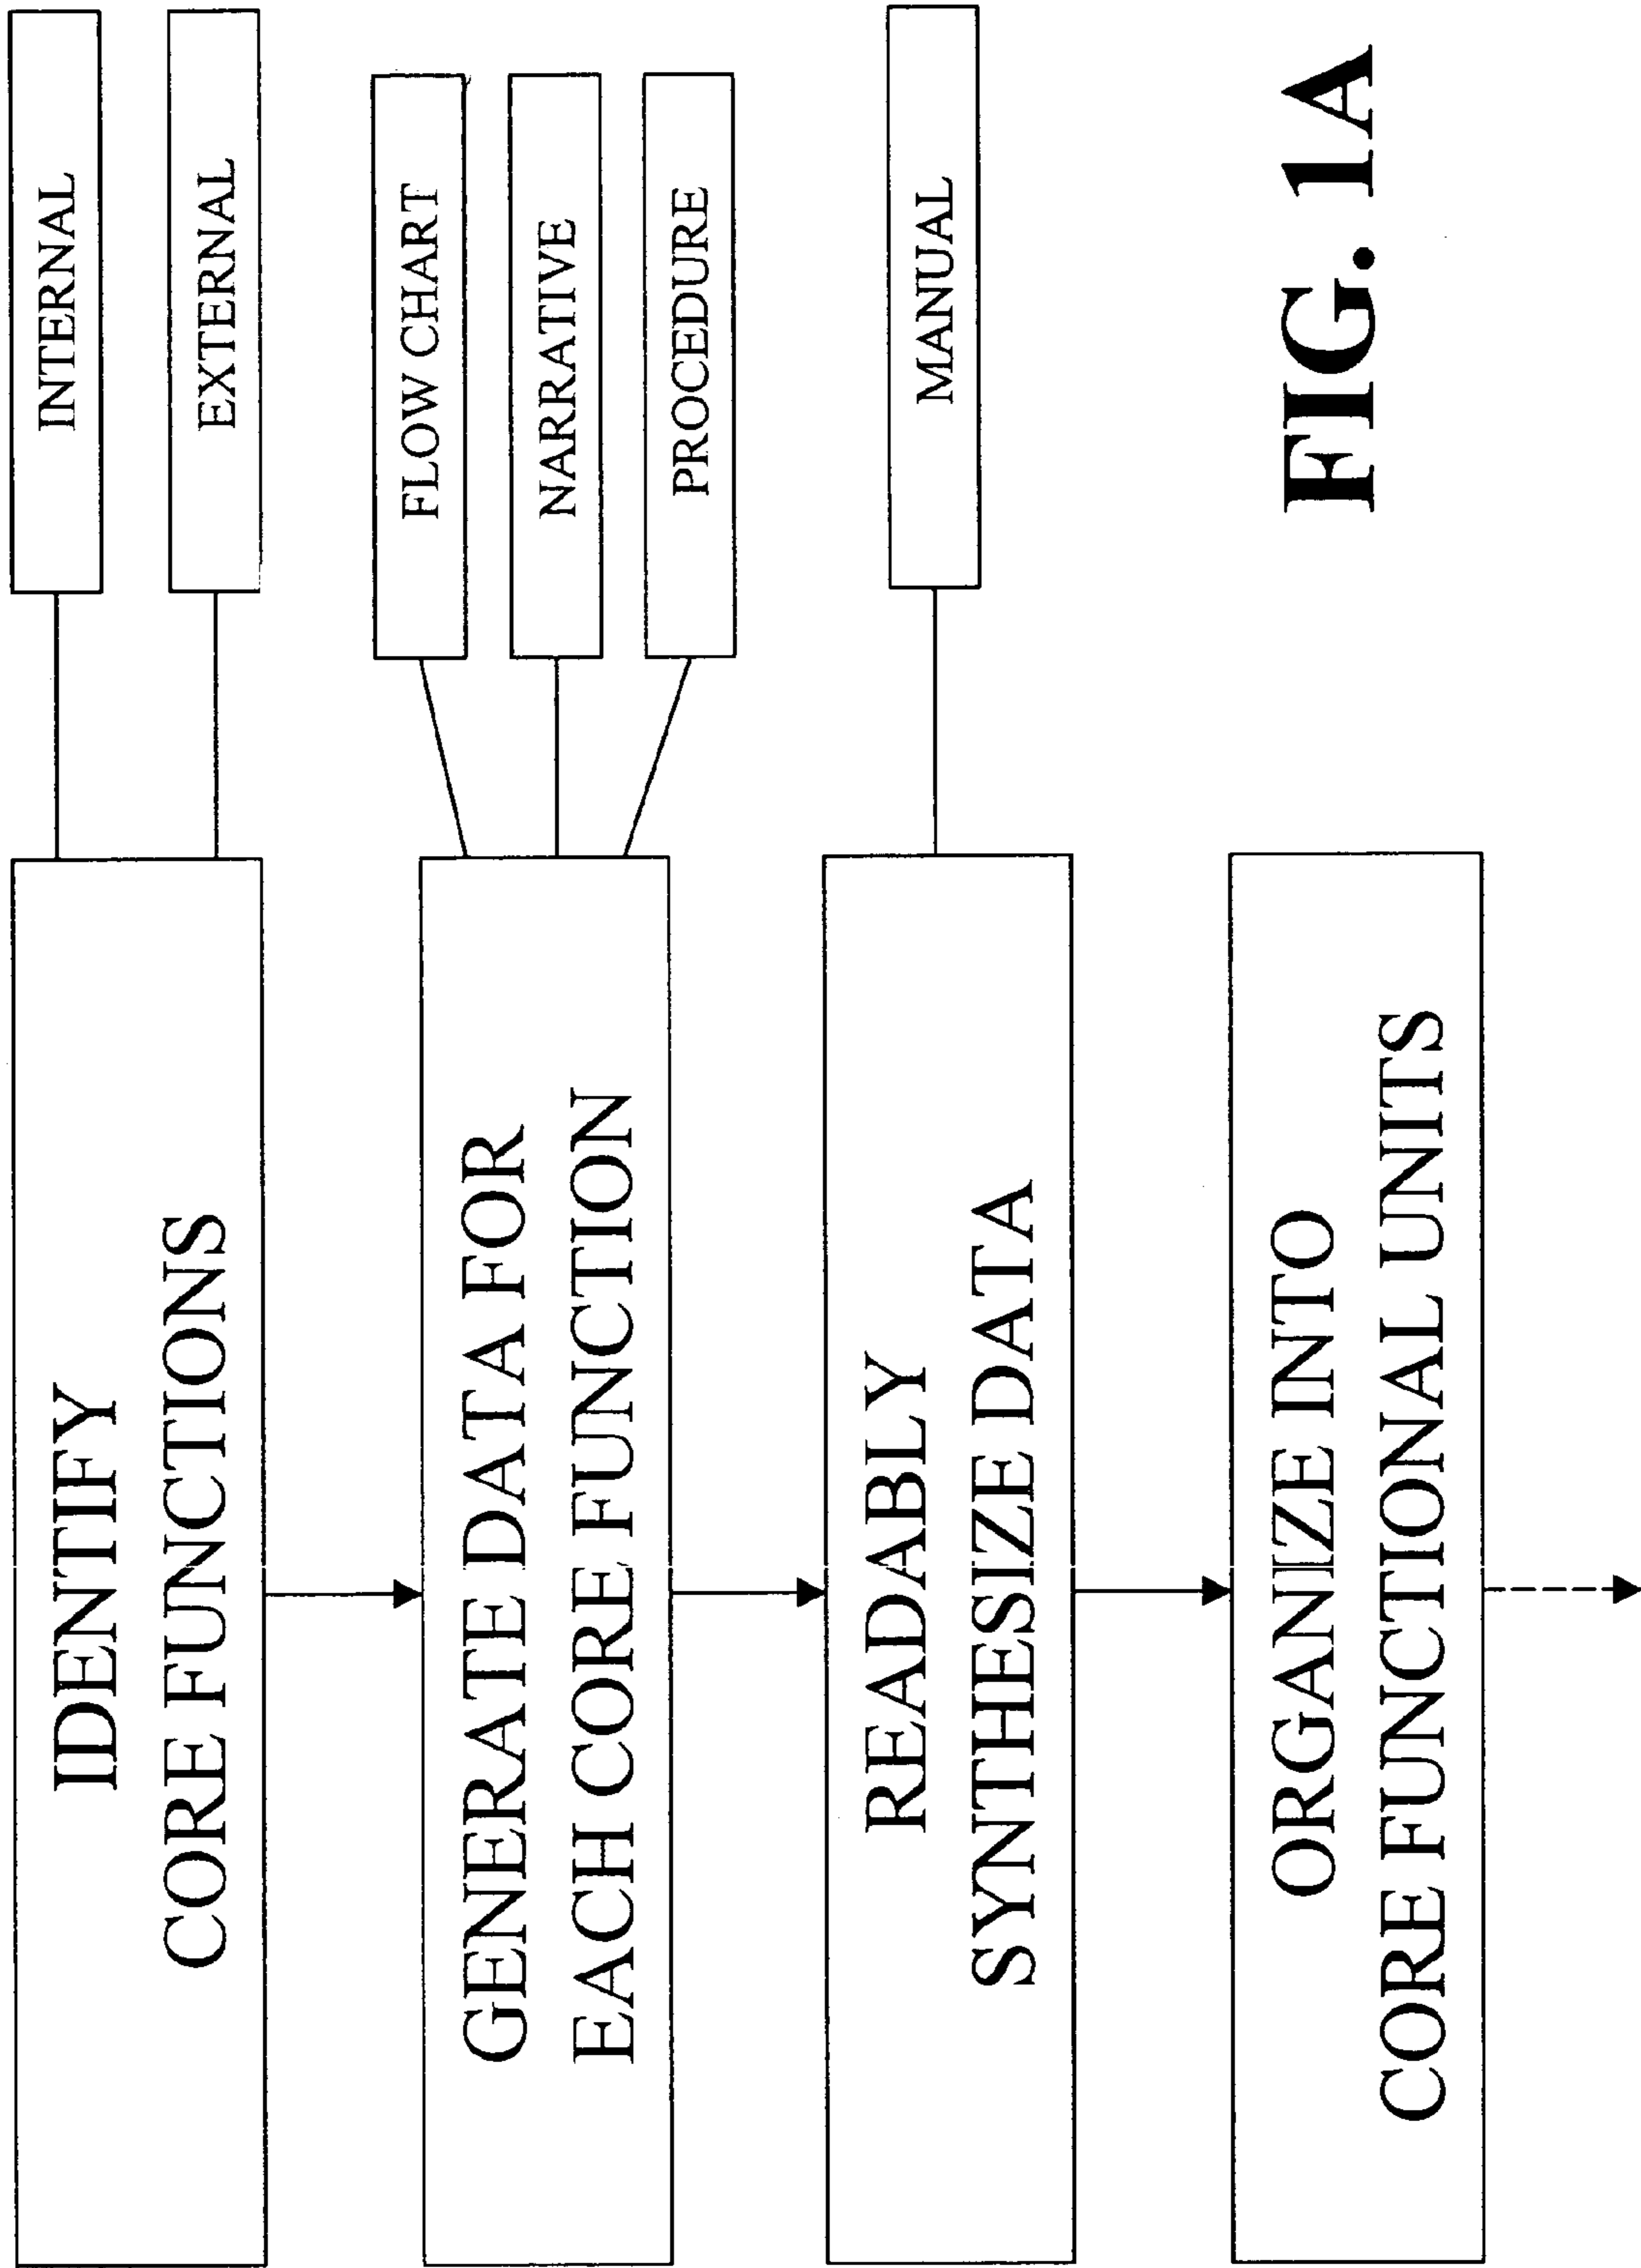 IDENTIFY
CORE FUNCTIONS
INTERNAL
EXTERNAL
GENERATE DATA FOR
EACH CORE FUNCTION
FLOW CHART
NARRATIVE
PROCEDURE
READABLY
SYNTHESIZE DATA
MANUAL
ORGANIZE INTO
CORE FUNCTIONAL UNITS
FIG. 1A